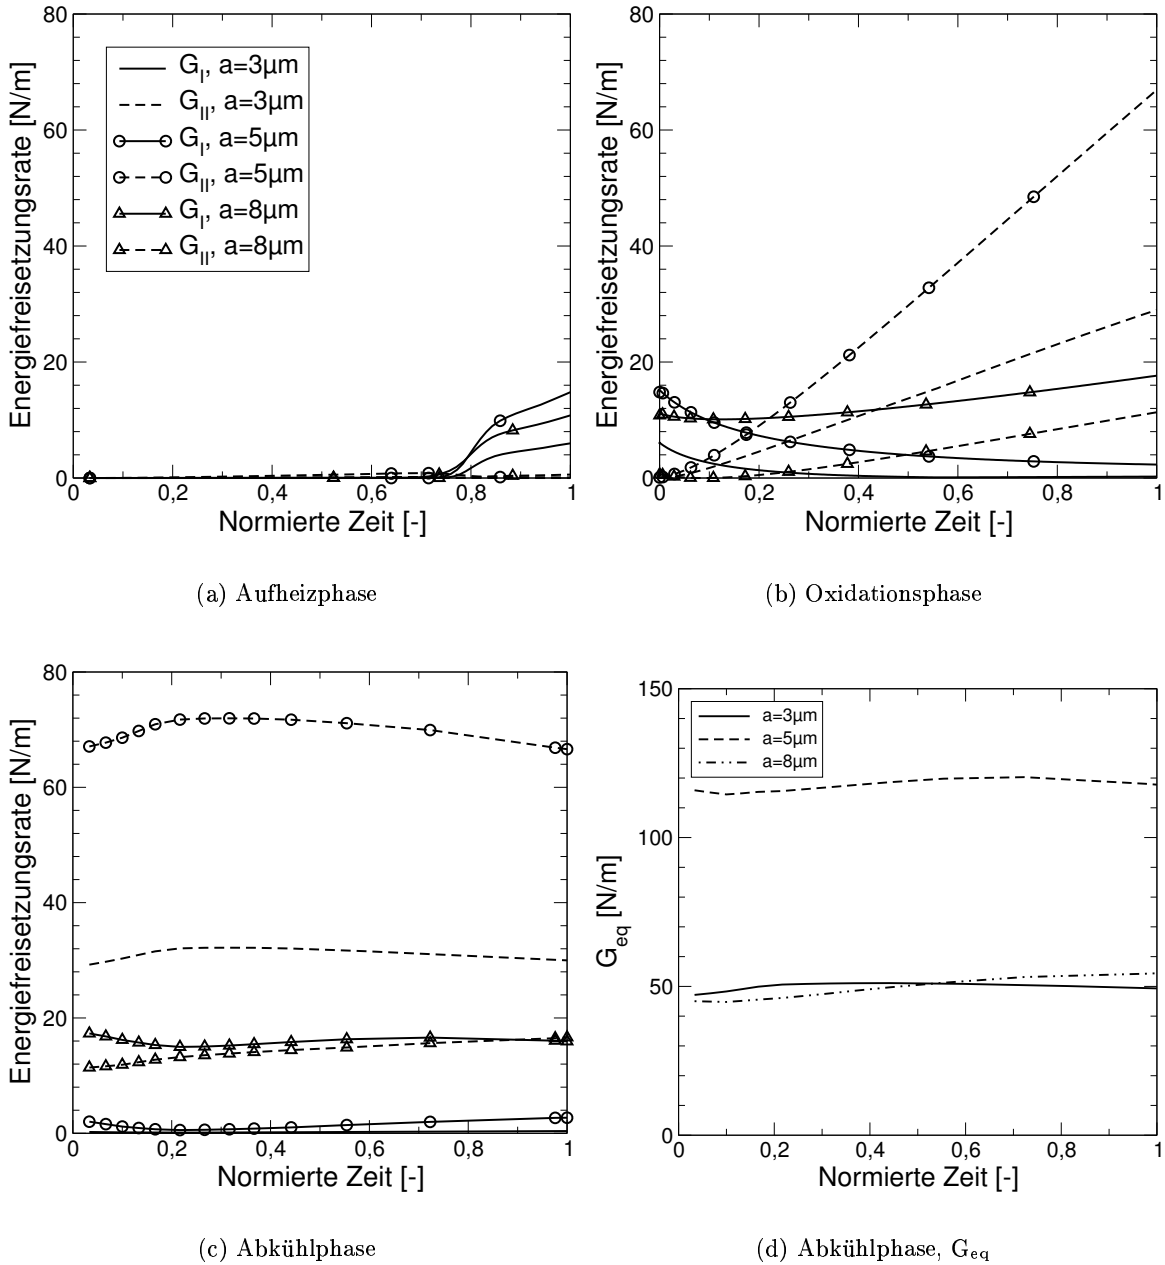 80
60
40
20
0
Energiefreisetzungsrate [N/m]
G_I, a=3µm
G_II, a=3µm
G_I, a=5µm
G_II, a=5µm
G_I, a=8µm
G_II, a=8µm
0 0,2 0,4 0,6 0,8 1
Normierte Zeit [-]
(a) Aufheizphase
80
60
40
20
0
Energiefreisetzungsrate [N/m]
0 0,2 0,4 0,6 0,8 1
Normierte Zeit [-]
(b) Oxidationsphase
80
60
40
20
0
Energiefreisetzungsrate [N/m]
0 0,2 0,4 0,6 0,8 1
Normierte Zeit [-]
(c) Abkühlphase
150
100
50
0
G_eq [N/m]
a=3µm
a=5µm
a=8µm
0 0,2 0,4 0,6 0,8 1
Normierte Zeit [-]
(d) Abkühlphase, G_eq